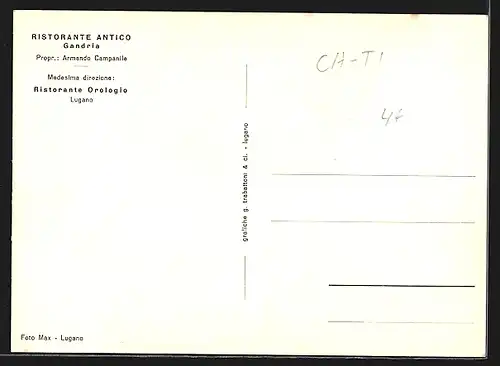 RISTORANTE ANTICO
Gandria
Propr.: Armando Campanile
Medesima direzione:
Ristorante Orologio
Lugano
CH-TI
grafiche g. trabattoni & ci. - lugano
Foto Max - Lugano